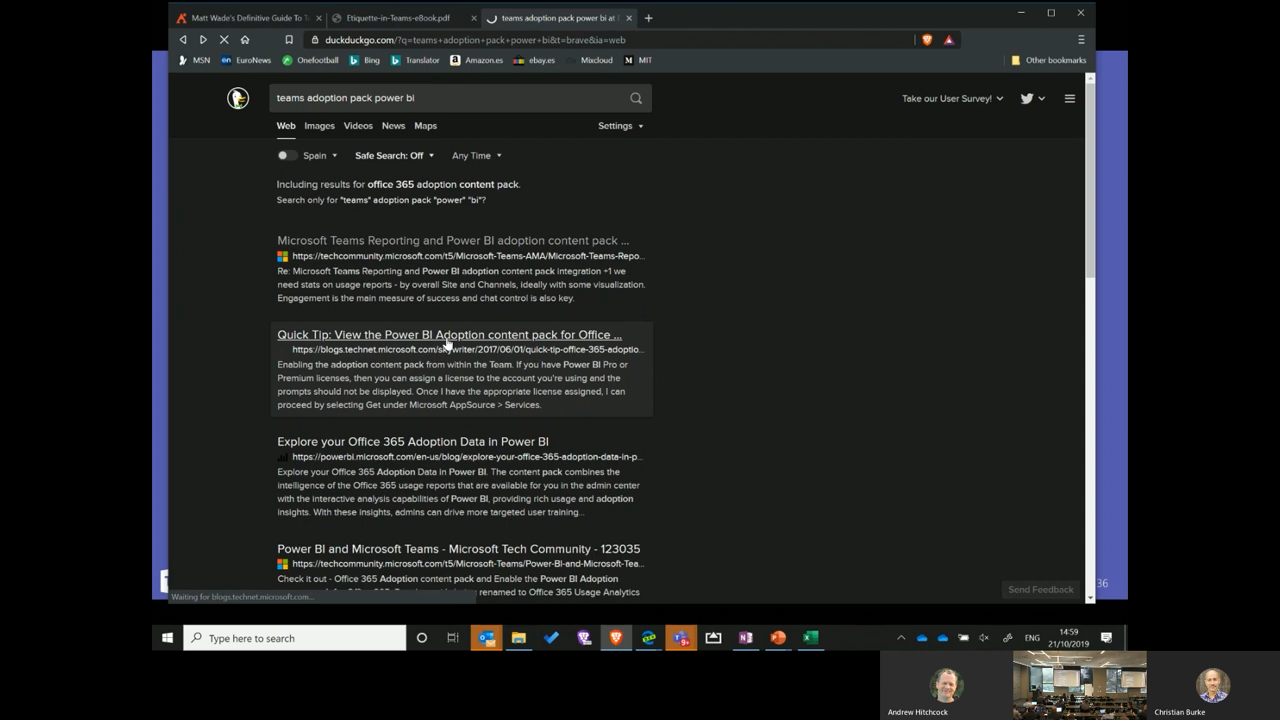 Matt Wade's Definitive Guide To T
Etiquette-in-Teams-eBook.pdf
teams adoption pack power bi at
duckduckgo.com/?q=teams+adoption+pack+power+bi&t=brave&ia=web
MSN
EuroNews
Onefootball
Bing
Translator
Amazon.es
ebay.es
Mixcloud
MIT
Other bookmarks
teams adoption pack power bi
Take our User Survey!
Web
Images
Videos
News
Maps
Settings
Spain
Safe Search: Off
Any Time
Including results for office 365 adoption content pack.
Search only for "teams" adoption pack "power" "bi"?
Microsoft Teams Reporting and Power BI adoption content pack ...
https://techcommunity.microsoft.com/t5/Microsoft-Teams-AMA/Microsoft-Teams-Repo...
Re: Microsoft Teams Reporting and Power BI adoption content pack integration +1 we
need stats on usage reports - by overall Site and Channels, ideally with some visualization.
Engagement is the main measure of success and chat control is also key.
Quick Tip: View the Power BI Adoption content pack for Office ...
https://blogs.technet.microsoft.com/skywriter/2017/06/01/quick-tip-office-365-adoptio...
Enabling the adoption content pack from within the Team. If you have Power BI Pro or
Premium licenses, then you can assign a license to the account you're using and the
prompts should not be displayed. Once I have the appropriate license assigned, I can
proceed by selecting Get under Microsoft AppSource > Services.
Explore your Office 365 Adoption Data in Power BI
https://powerbi.microsoft.com/en-us/blog/explore-your-office-365-adoption-data-in-p...
Explore your Office 365 Adoption Data in Power BI. The content pack combines the
intelligence of the Office 365 usage reports that are available for you in the admin center
with the interactive analysis capabilities of Power BI, providing rich usage and adoption
insights. With these insights, admins can drive more targeted user training...
Power BI and Microsoft Teams - Microsoft Tech Community - 123035
https://techcommunity.microsoft.com/t5/Microsoft-Teams/Power-BI-and-Microsoft-Tea...
Check it out - Office 365 Adoption content pack and Enable the Power BI Adoption
renamed to Office 365 Usage Analytics
Send Feedback
36
Waiting for blogs.technet.microsoft.com...
Type here to search
ENG
14:59
21/10/2019
Andrew Hitchcock
Christian Burke